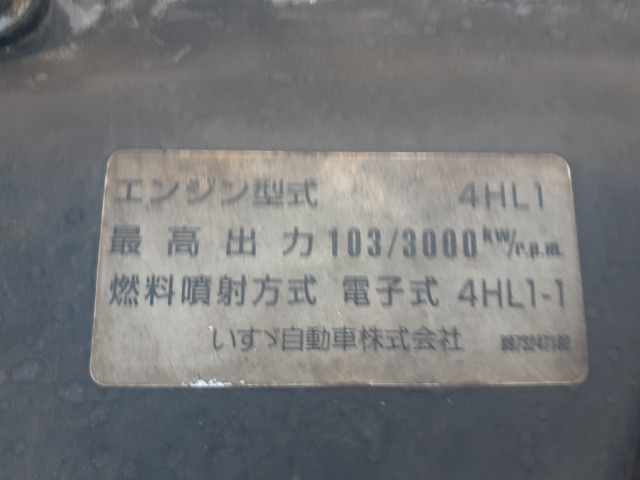 エンジン型式 4HL1
最高出力 103/3000 kW/r.p.m.
燃料噴射方式 電子式 4HL1-1
いすゞ自動車株式会社